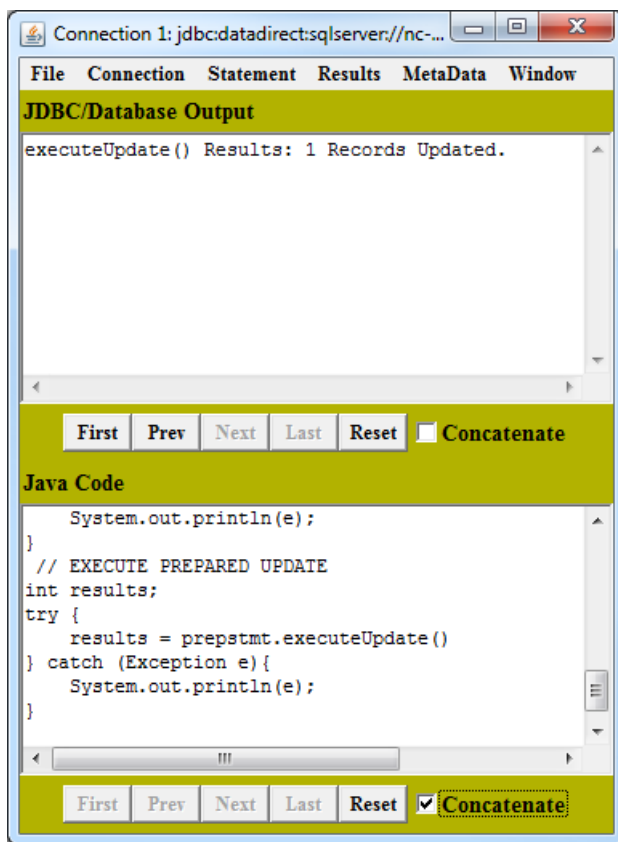 Connection 1: jdbc:datadirect:sqlserver://nc-...
File Connection Statement Results MetaData Window
JDBC/Database Output
executeUpdate() Results: 1 Records Updated.
First Prev Next Last Reset Concatenate
Java Code
    System.out.println(e);
}
 // EXECUTE PREPARED UPDATE
int results;
try {
    results = prepstmt.executeUpdate()
} catch (Exception e){
    System.out.println(e);
}
First Prev Next Last Reset Concatenate